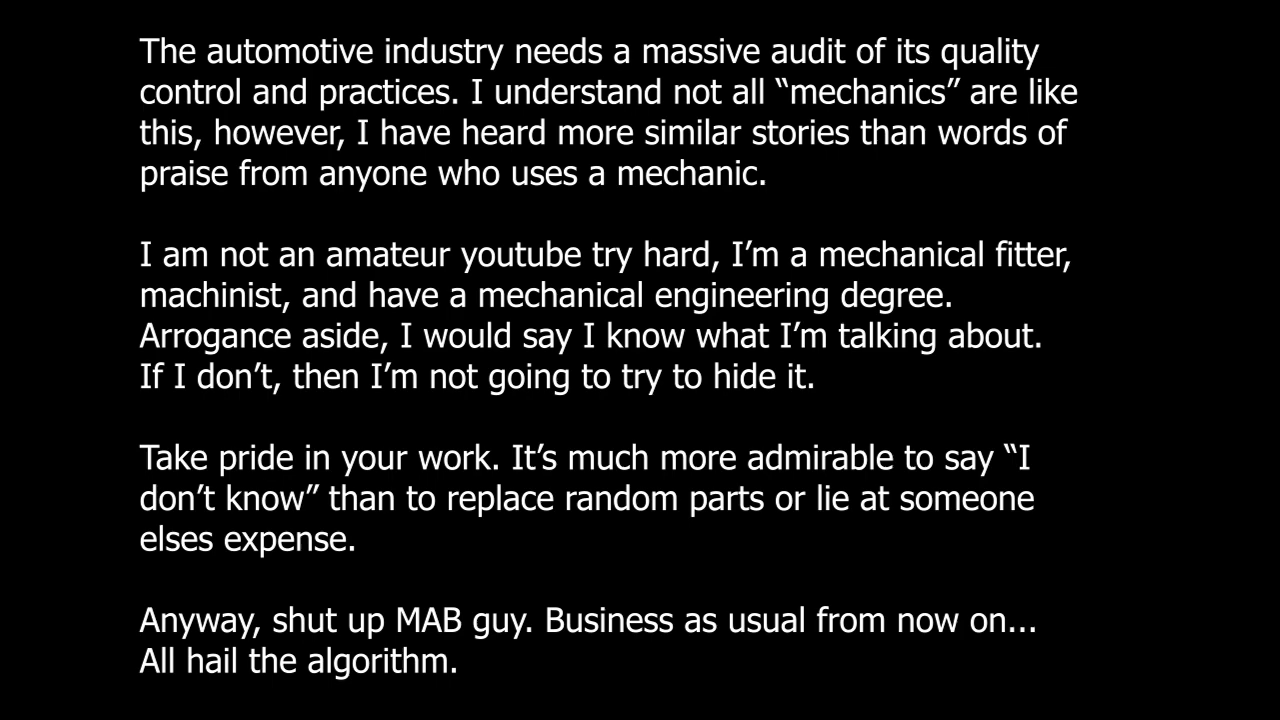 The automotive industry needs a massive audit of its quality
control and practices. I understand not all “mechanics” are like
this, however, I have heard more similar stories than words of
praise from anyone who uses a mechanic.
I am not an amateur youtube try hard, I’m a mechanical fitter,
machinist, and have a mechanical engineering degree.
Arrogance aside, I would say I know what I’m talking about.
If I don’t, then I’m not going to try to hide it.
Take pride in your work. It’s much more admirable to say “I
don’t know” than to replace random parts or lie at someone
elses expense.
Anyway, shut up MAB guy. Business as usual from now on...
All hail the algorithm.